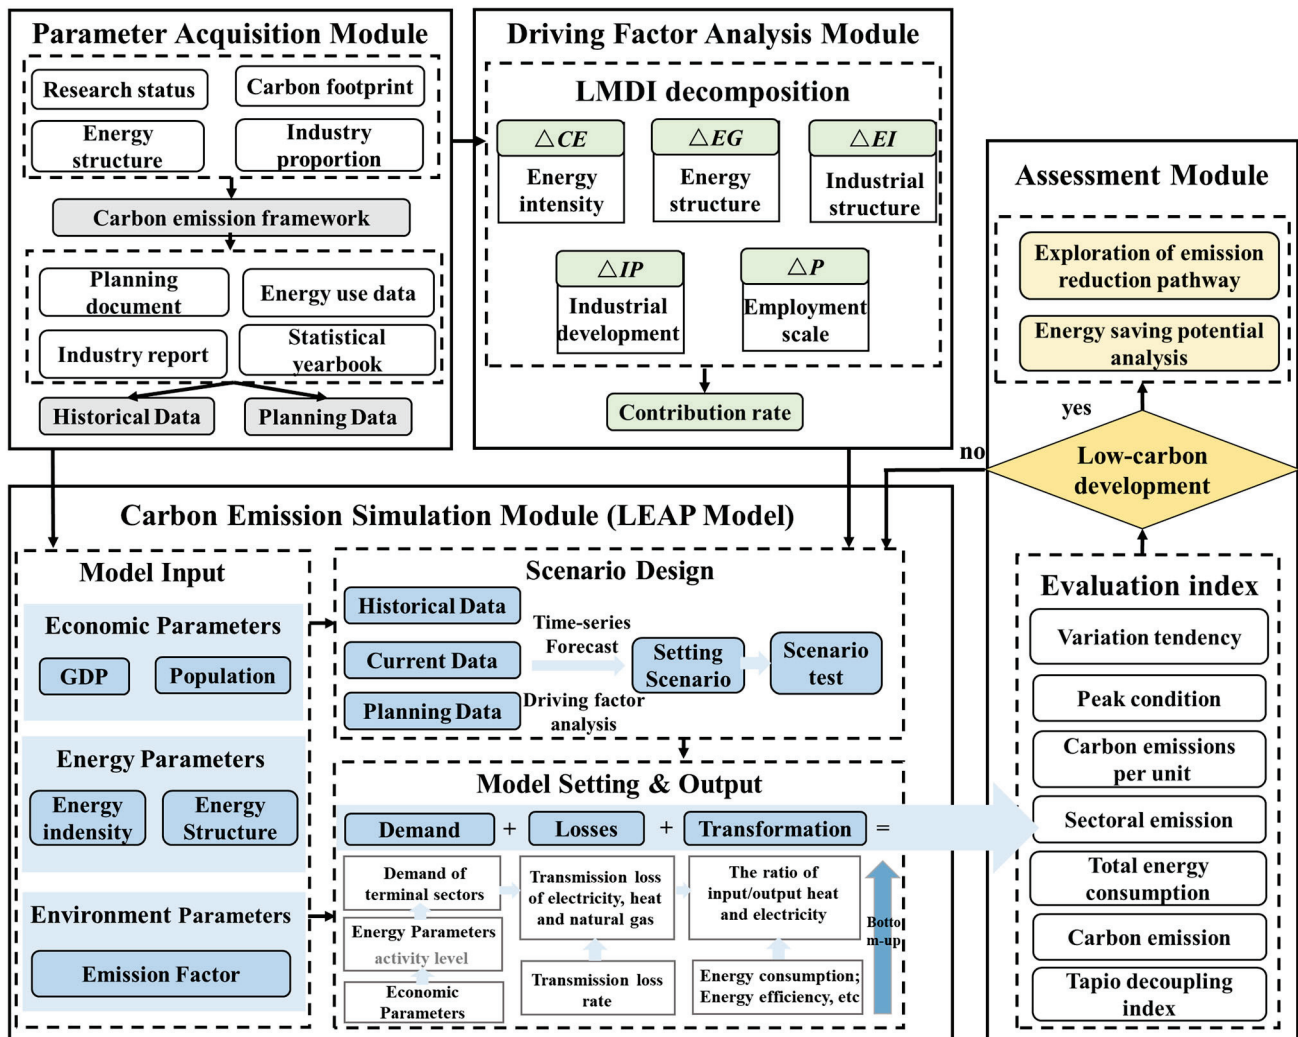 Parameter Acquisition Module
Research status
Carbon footprint
Energy
structure
Industry
proportion
Carbon emission framework
Planning
document
Energy use data
Industry report
Statistical
yearbook
Historical Data
Planning Data
Driving Factor Analysis Module
LMDI decomposition
△CE
Energy
intensity
△EG
Energy
structure
△EI
Industrial
structure
△IP
Industrial
development
△P
Employment
scale
Contribution rate
Assessment Module
Exploration of emission
reduction pathway
Energy saving potential
analysis
yes
no
Low-carbon
development
Evaluation index
Variation tendency
Peak condition
Carbon emissions
per unit
Sectoral emission
Total energy
consumption
Carbon emission
Tapio decoupling
index
Carbon Emission Simulation Module (LEAP Model)
Model Input
Economic Parameters
GDP
Population
Energy Parameters
Energy
indensity
Energy
Structure
Environment Parameters
Emission Factor
Scenario Design
Historical Data
Current Data
Planning Data
Time-series
Forecast
Driving factor
analysis
Setting
Scenario
Scenario
test
Model Setting & Output
Demand + Losses + Transformation =
Demand of
terminal sectors
Energy Parameters
activity level
Economic
Parameters
Transmission loss
of electricity, heat
and natural gas
Transmission loss
rate
The ratio of
input/output heat
and electricity
Energy consumption;
Energy efficiency, etc
Botto
m-up